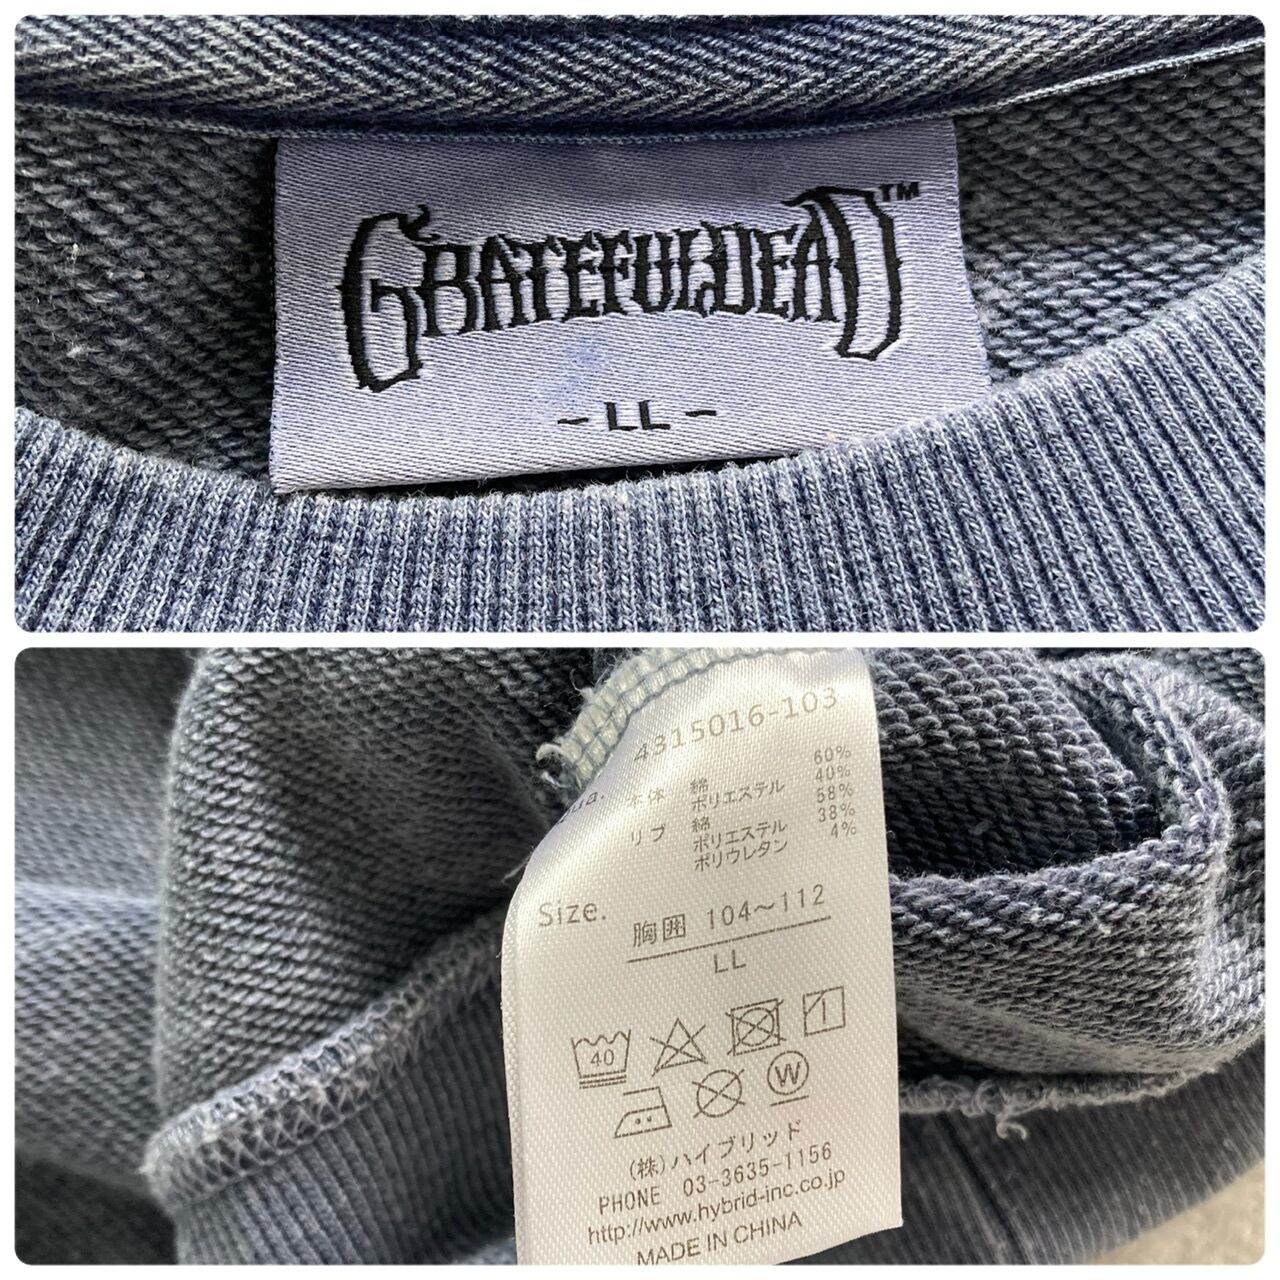 GRATEFUL DEAD™
- LL -
4315016-103
Qua.
本体 綿 60%
ポリエステル 40%
リブ 綿 58%
ポリエステル 38%
ポリウレタン 4%
Size.
胸囲 104～112
LL
40
W
(株)ハイブリッド
PHONE 03-3635-1156
http://www.hybrid-inc.co.jp
MADE IN CHINA